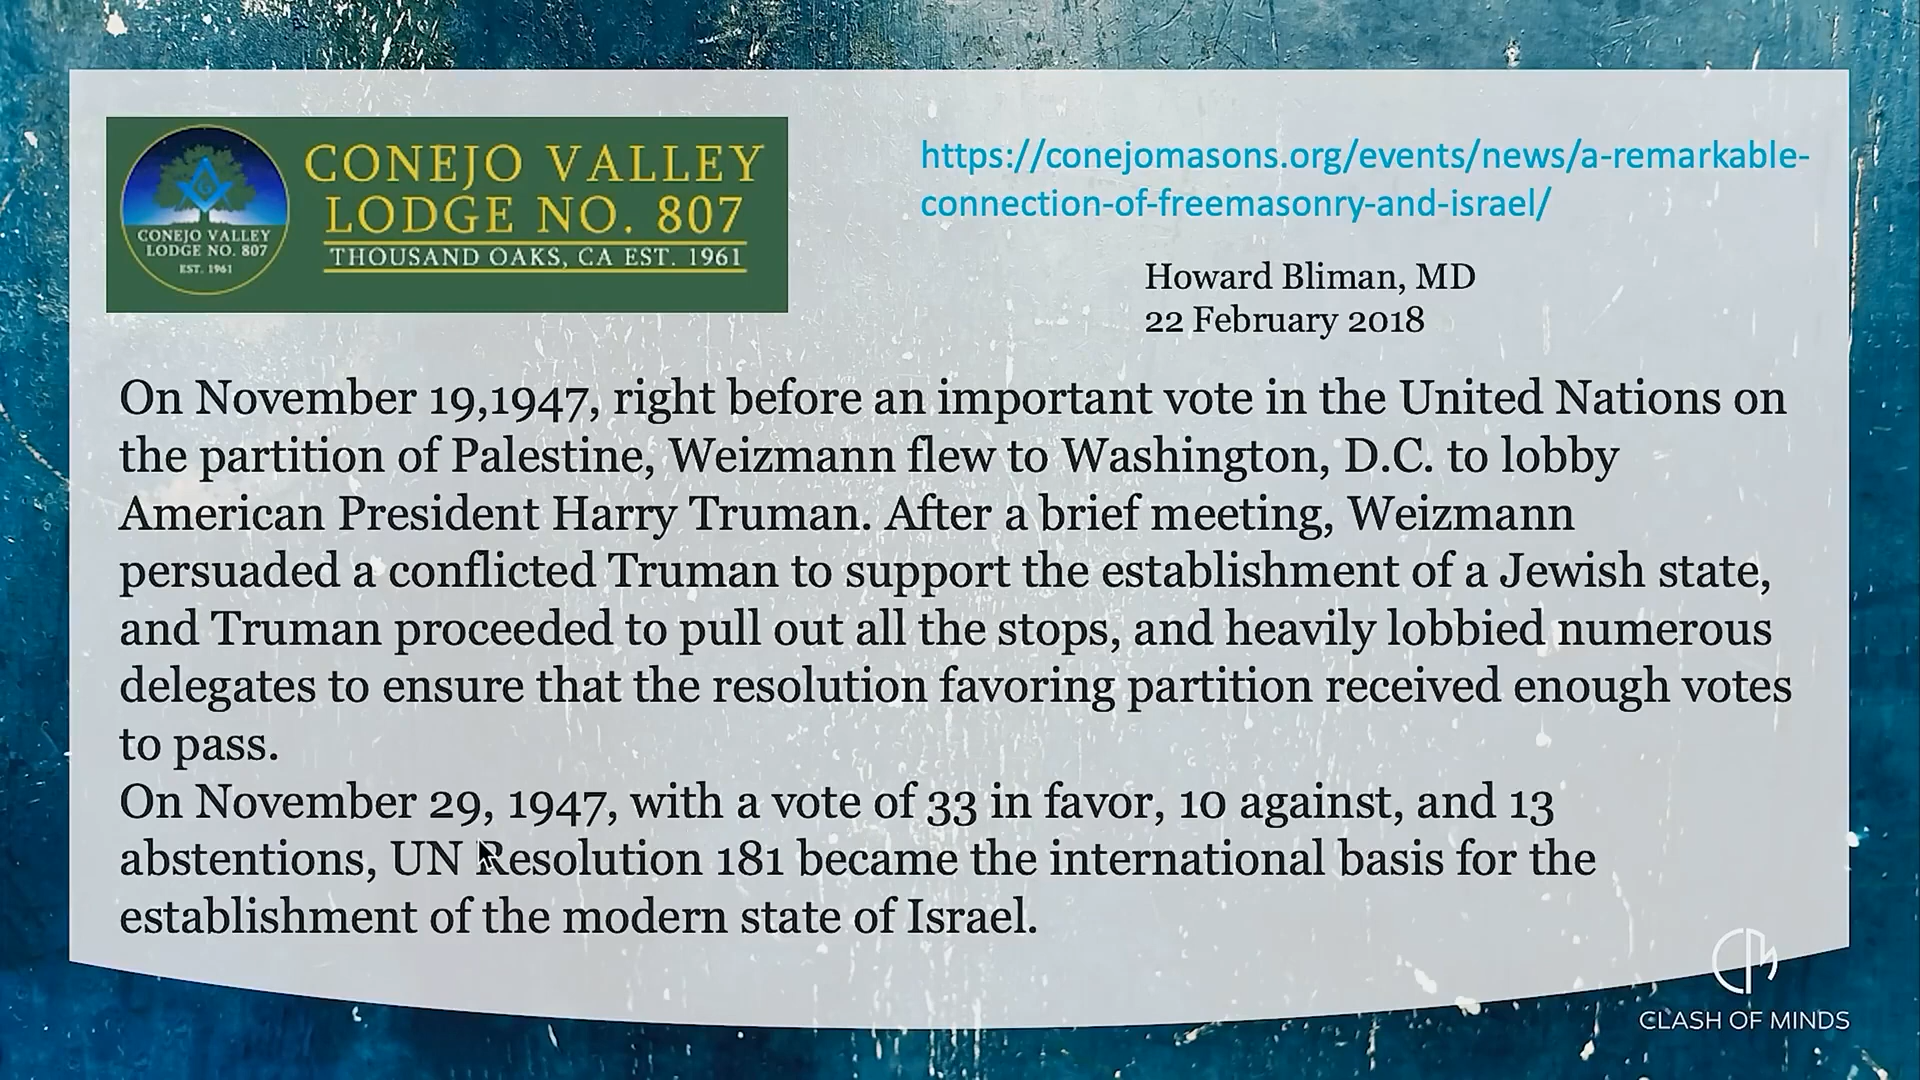 CONEJO VALLEY
LODGE NO. 807
THOUSAND OAKS, CA EST. 1961
G
CONEJO VALLEY
LODGE NO. 807
EST. 1961
https://conejomasons.org/events/news/a-remarkable-
connection-of-freemasonry-and-israel/
Howard Bliman, MD
22 February 2018
On November 19,1947, right before an important vote in the United Nations on
the partition of Palestine, Weizmann flew to Washington, D.C. to lobby
American President Harry Truman. After a brief meeting, Weizmann
persuaded a conflicted Truman to support the establishment of a Jewish state,
and Truman proceeded to pull out all the stops, and heavily lobbied numerous
delegates to ensure that the resolution favoring partition received enough votes
to pass.
On November 29, 1947, with a vote of 33 in favor, 10 against, and 13
abstentions, UN Resolution 181 became the international basis for the
establishment of the modern state of Israel.
CLASH OF MINDS